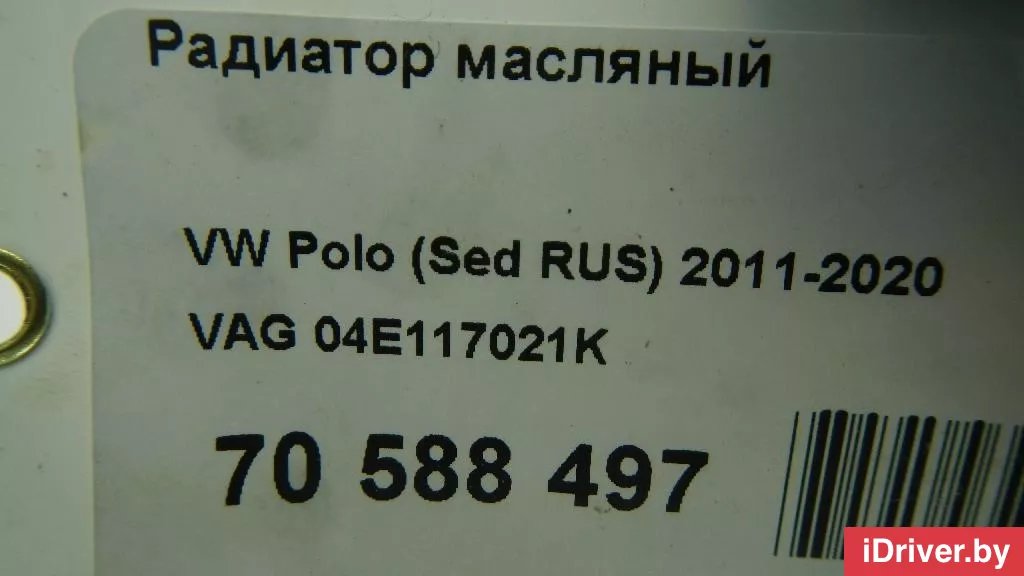 Радиатор масляный
VW Polo (Sed RUS) 2011-2020
VAG 04E117021K
70 588 497
iDriver.by